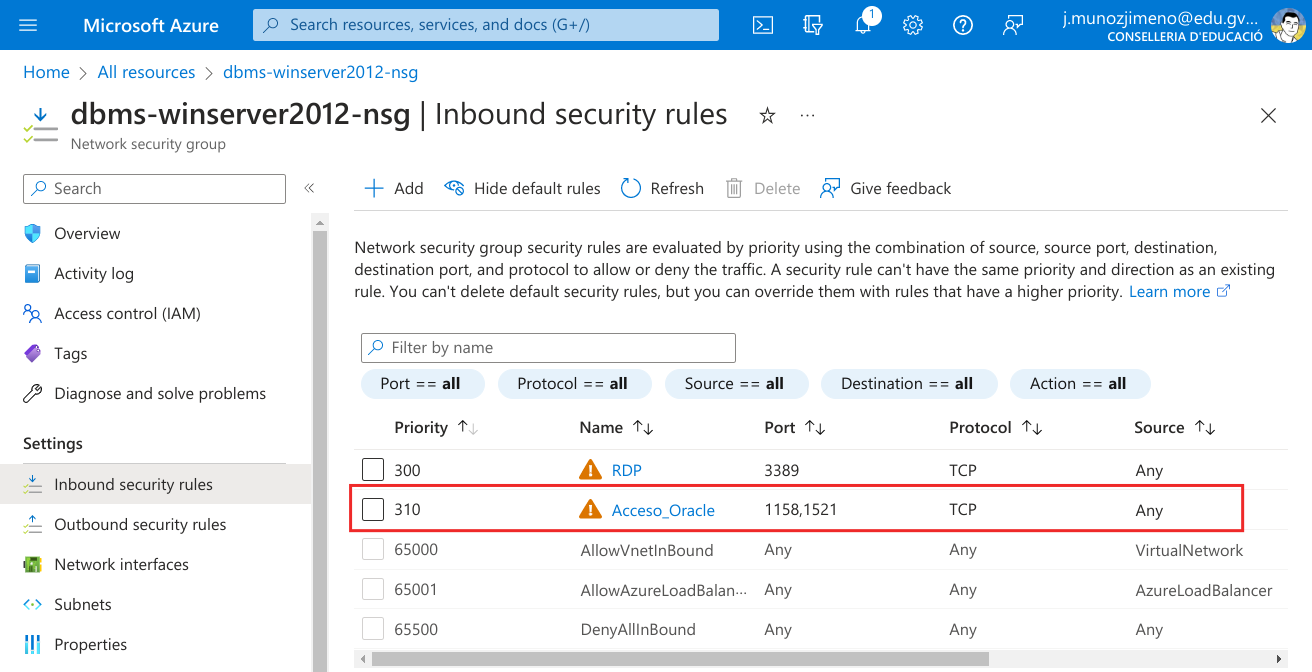 Microsoft Azure
Search resources, services, and docs (G+/)
1
j.munozjimeno@edu.gv...
CONSELLERIA D'EDUCACIÓ
Home > All resources > dbms-winserver2012-nsg
dbms-winserver2012-nsg | Inbound security rules
Network security group
Search
Overview
Activity log
Access control (IAM)
Tags
Diagnose and solve problems
Settings
Inbound security rules
Outbound security rules
Network interfaces
Subnets
Properties
Add Hide default rules Refresh Delete Give feedback
Network security group security rules are evaluated by priority using the combination of source, source port, destination,
destination port, and protocol to allow or deny the traffic. A security rule can't have the same priority and direction as an existing
rule. You can't delete default security rules, but you can override them with rules that have a higher priority. Learn more
Filter by name
Port == all Protocol == all Source == all Destination == all Action == all
Priority Name Port Protocol Source
300 RDP 3389 TCP Any
310 Acceso_Oracle 1158,1521 TCP Any
65000 AllowVnetInBound Any Any VirtualNetwork
65001 AllowAzureLoadBalan... Any Any AzureLoadBalancer
65500 DenyAllInBound Any Any Any